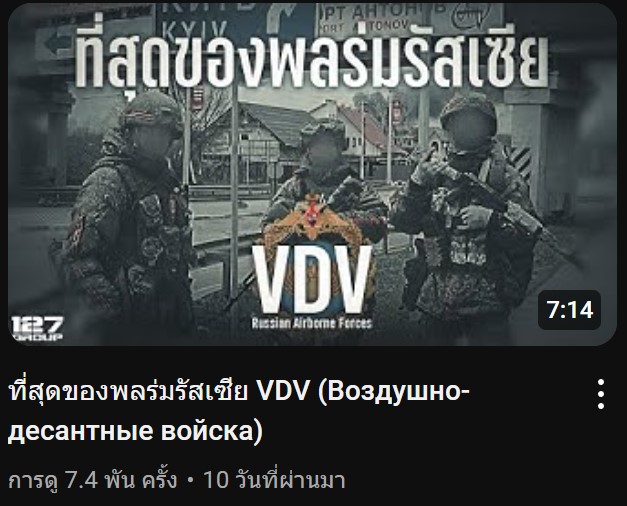 КИЇВ
KYIV
ПОРТ АНТОНОВ
PORT ANTONOV
ที่สุดของพลร่มรัสเซีย
VDV
Russian Airborne Forces
127
GROUP
7:14
ที่สุดของพลร่มรัสเซีย VDV (Воздушно-
десантные войска)
การดู 7.4 พัน ครั้ง • 10 วันที่ผ่านมา